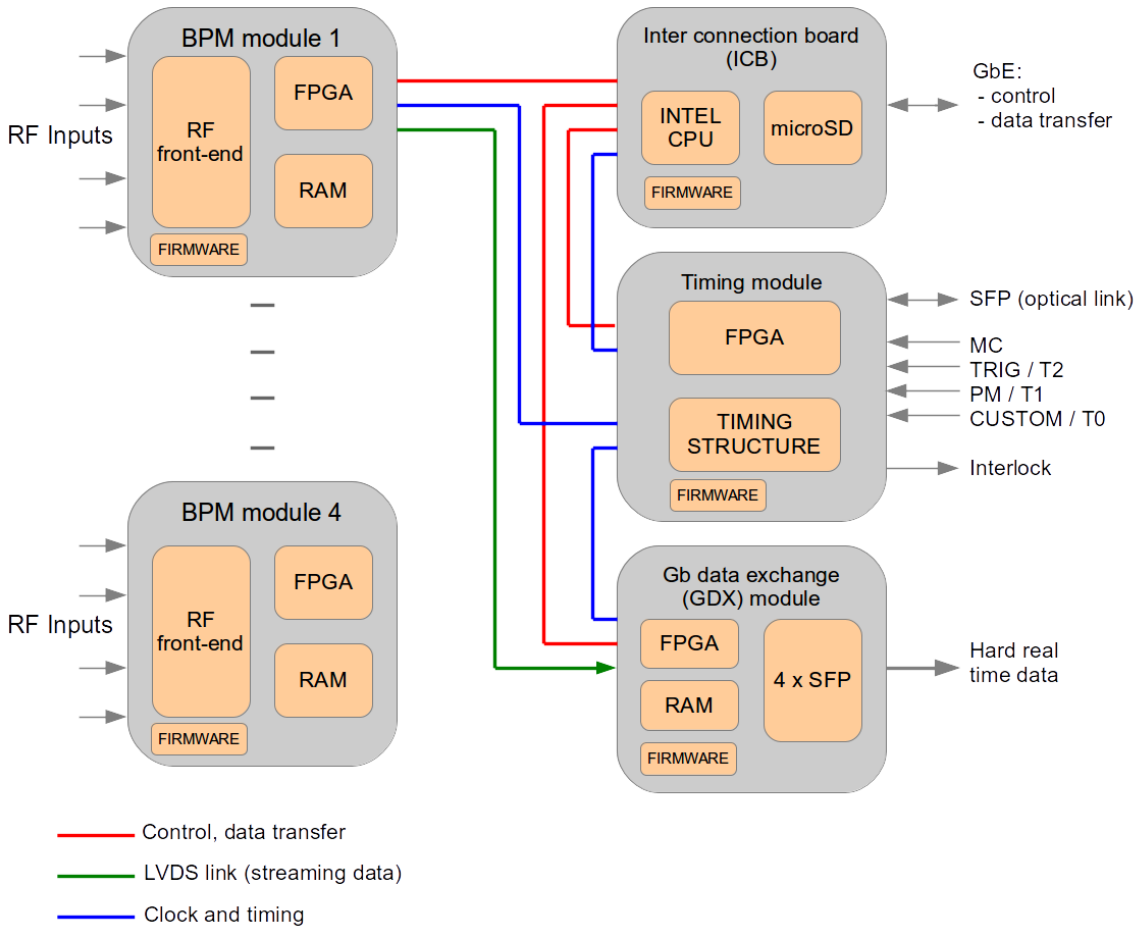 BPM module 1
RF Inputs
RF
front-end
FPGA
RAM
FIRMWARE
Inter connection board
(ICB)
INTEL
CPU
microSD
FIRMWARE
GbE:
- control
- data transfer
Timing module
FPGA
TIMING
STRUCTURE
FIRMWARE
SFP (optical link)
MC
TRIG / T2
PM / T1
CUSTOM / T0
Interlock
BPM module 4
RF Inputs
RF
front-end
FPGA
RAM
FIRMWARE
Gb data exchange
(GDX) module
FPGA
RAM
FIRMWARE
4 x SFP
Hard real
time data
Control, data transfer
LVDS link (streaming data)
Clock and timing